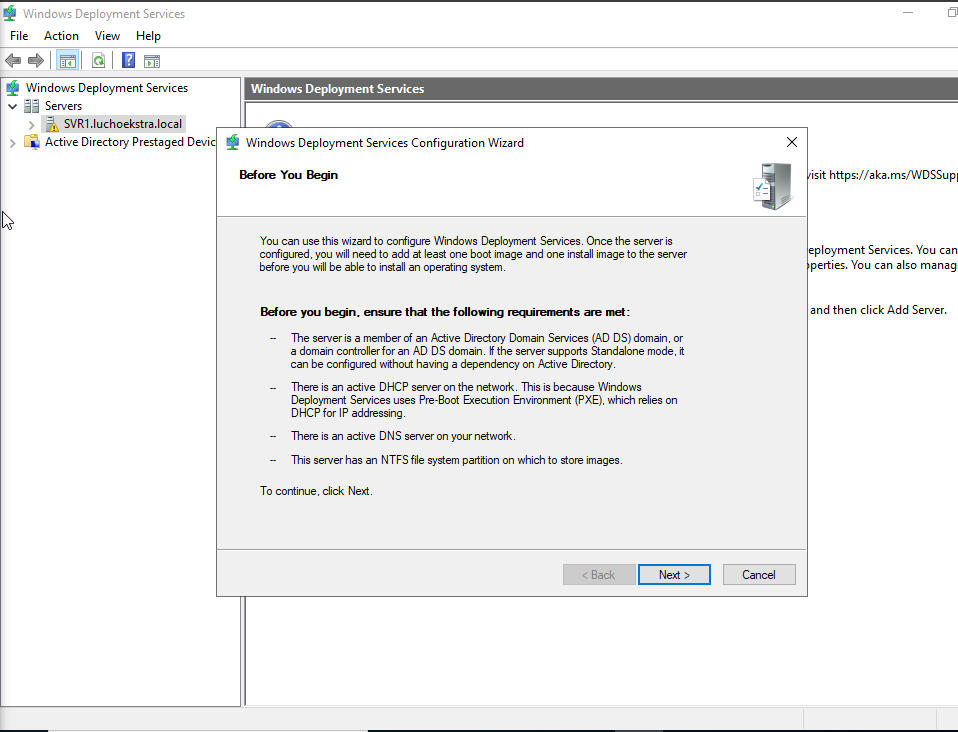 Windows Deployment Services
File Action View Help
Windows Deployment Services
Servers
SVR1.luchoekstra.local
Active Directory Prestaged Devic
Windows Deployment Services
visit https://aka.ms/WDSSupp
eployment Services. You can
perties. You can also manag
and then click Add Server.
Windows Deployment Services Configuration Wizard
Before You Begin
You can use this wizard to configure Windows Deployment Services. Once the server is
configured, you will need to add at least one boot image and one install image to the server
before you will be able to install an operating system.
Before you begin, ensure that the following requirements are met:
-- The server is a member of an Active Directory Domain Services (AD DS) domain, or
a domain controller for an AD DS domain. If the server supports Standalone mode, it
can be configured without having a dependency on Active Directory.
-- There is an active DHCP server on the network. This is because Windows
Deployment Services uses Pre-Boot Execution Environment (PXE), which relies on
DHCP for IP addressing.
-- There is an active DNS server on your network.
-- This server has an NTFS file system partition on which to store images.
To continue, click Next.
< Back Next > Cancel